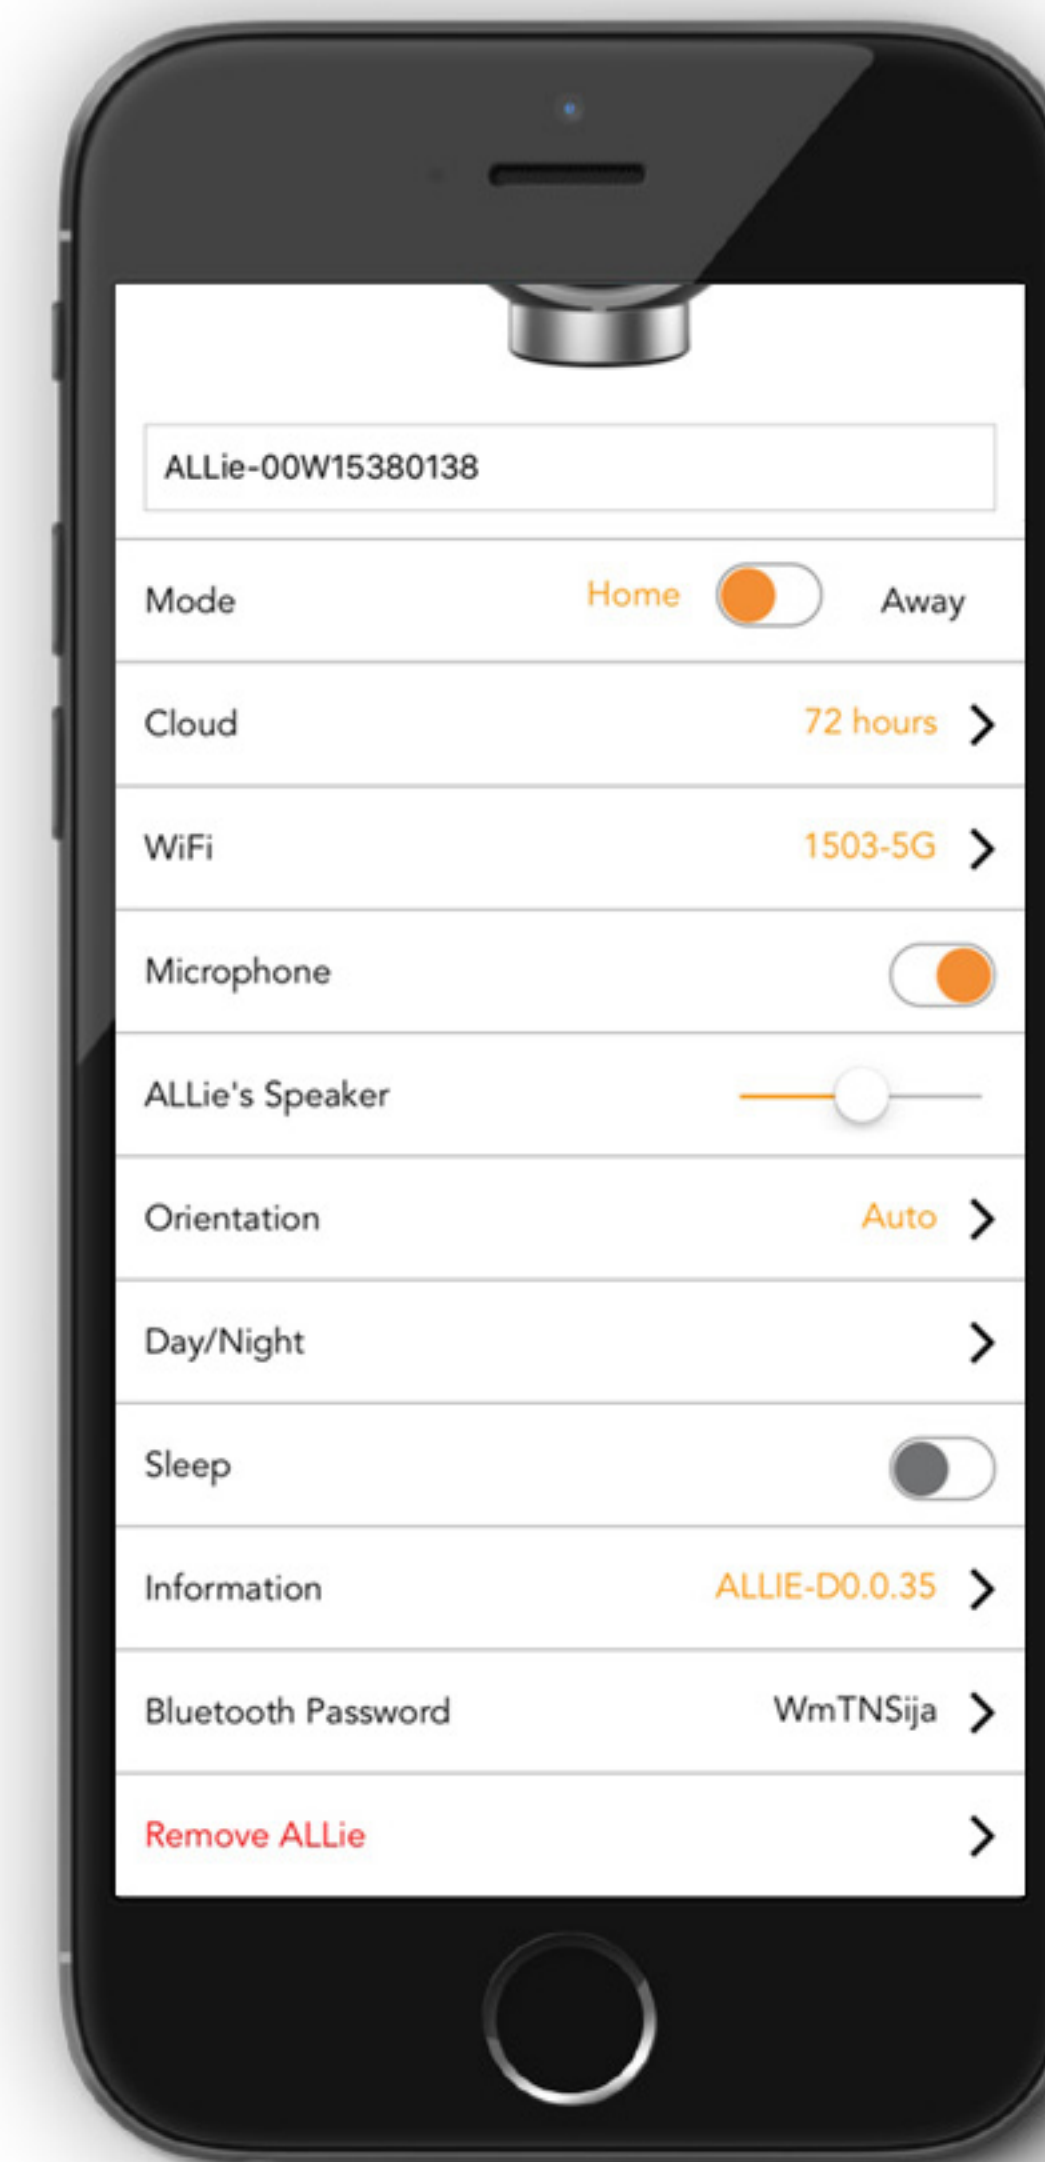 ALLie-00W15380138
Mode Home Away
Cloud 72 hours
WiFi 1503-5G
Microphone
ALLie's Speaker
Orientation Auto
Day/Night
Sleep
Information ALLIE-D0.0.35
Bluetooth Password WmTNSija
Remove ALLie